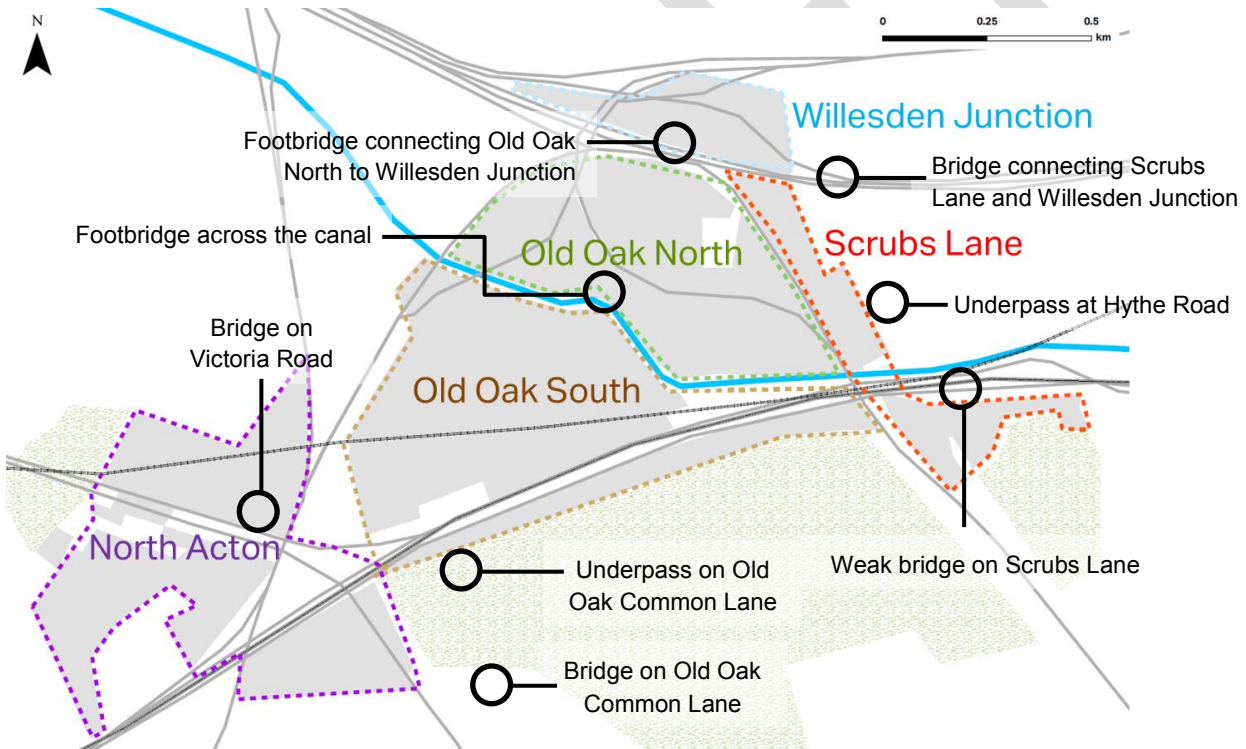 N
0
0.25
0.5
km
Willesden Junction
Footbridge connecting Old Oak
North to Willesden Junction
Bridge connecting Scrubs
Lane and Willesden Junction
Footbridge across the canal
Old Oak North
Scrubs Lane
Underpass at Hythe Road
Bridge on
Victoria Road
Old Oak South
North Acton
Weak bridge on Scrubs Lane
Underpass on Old
Oak Common Lane
Bridge on Old Oak
Common Lane